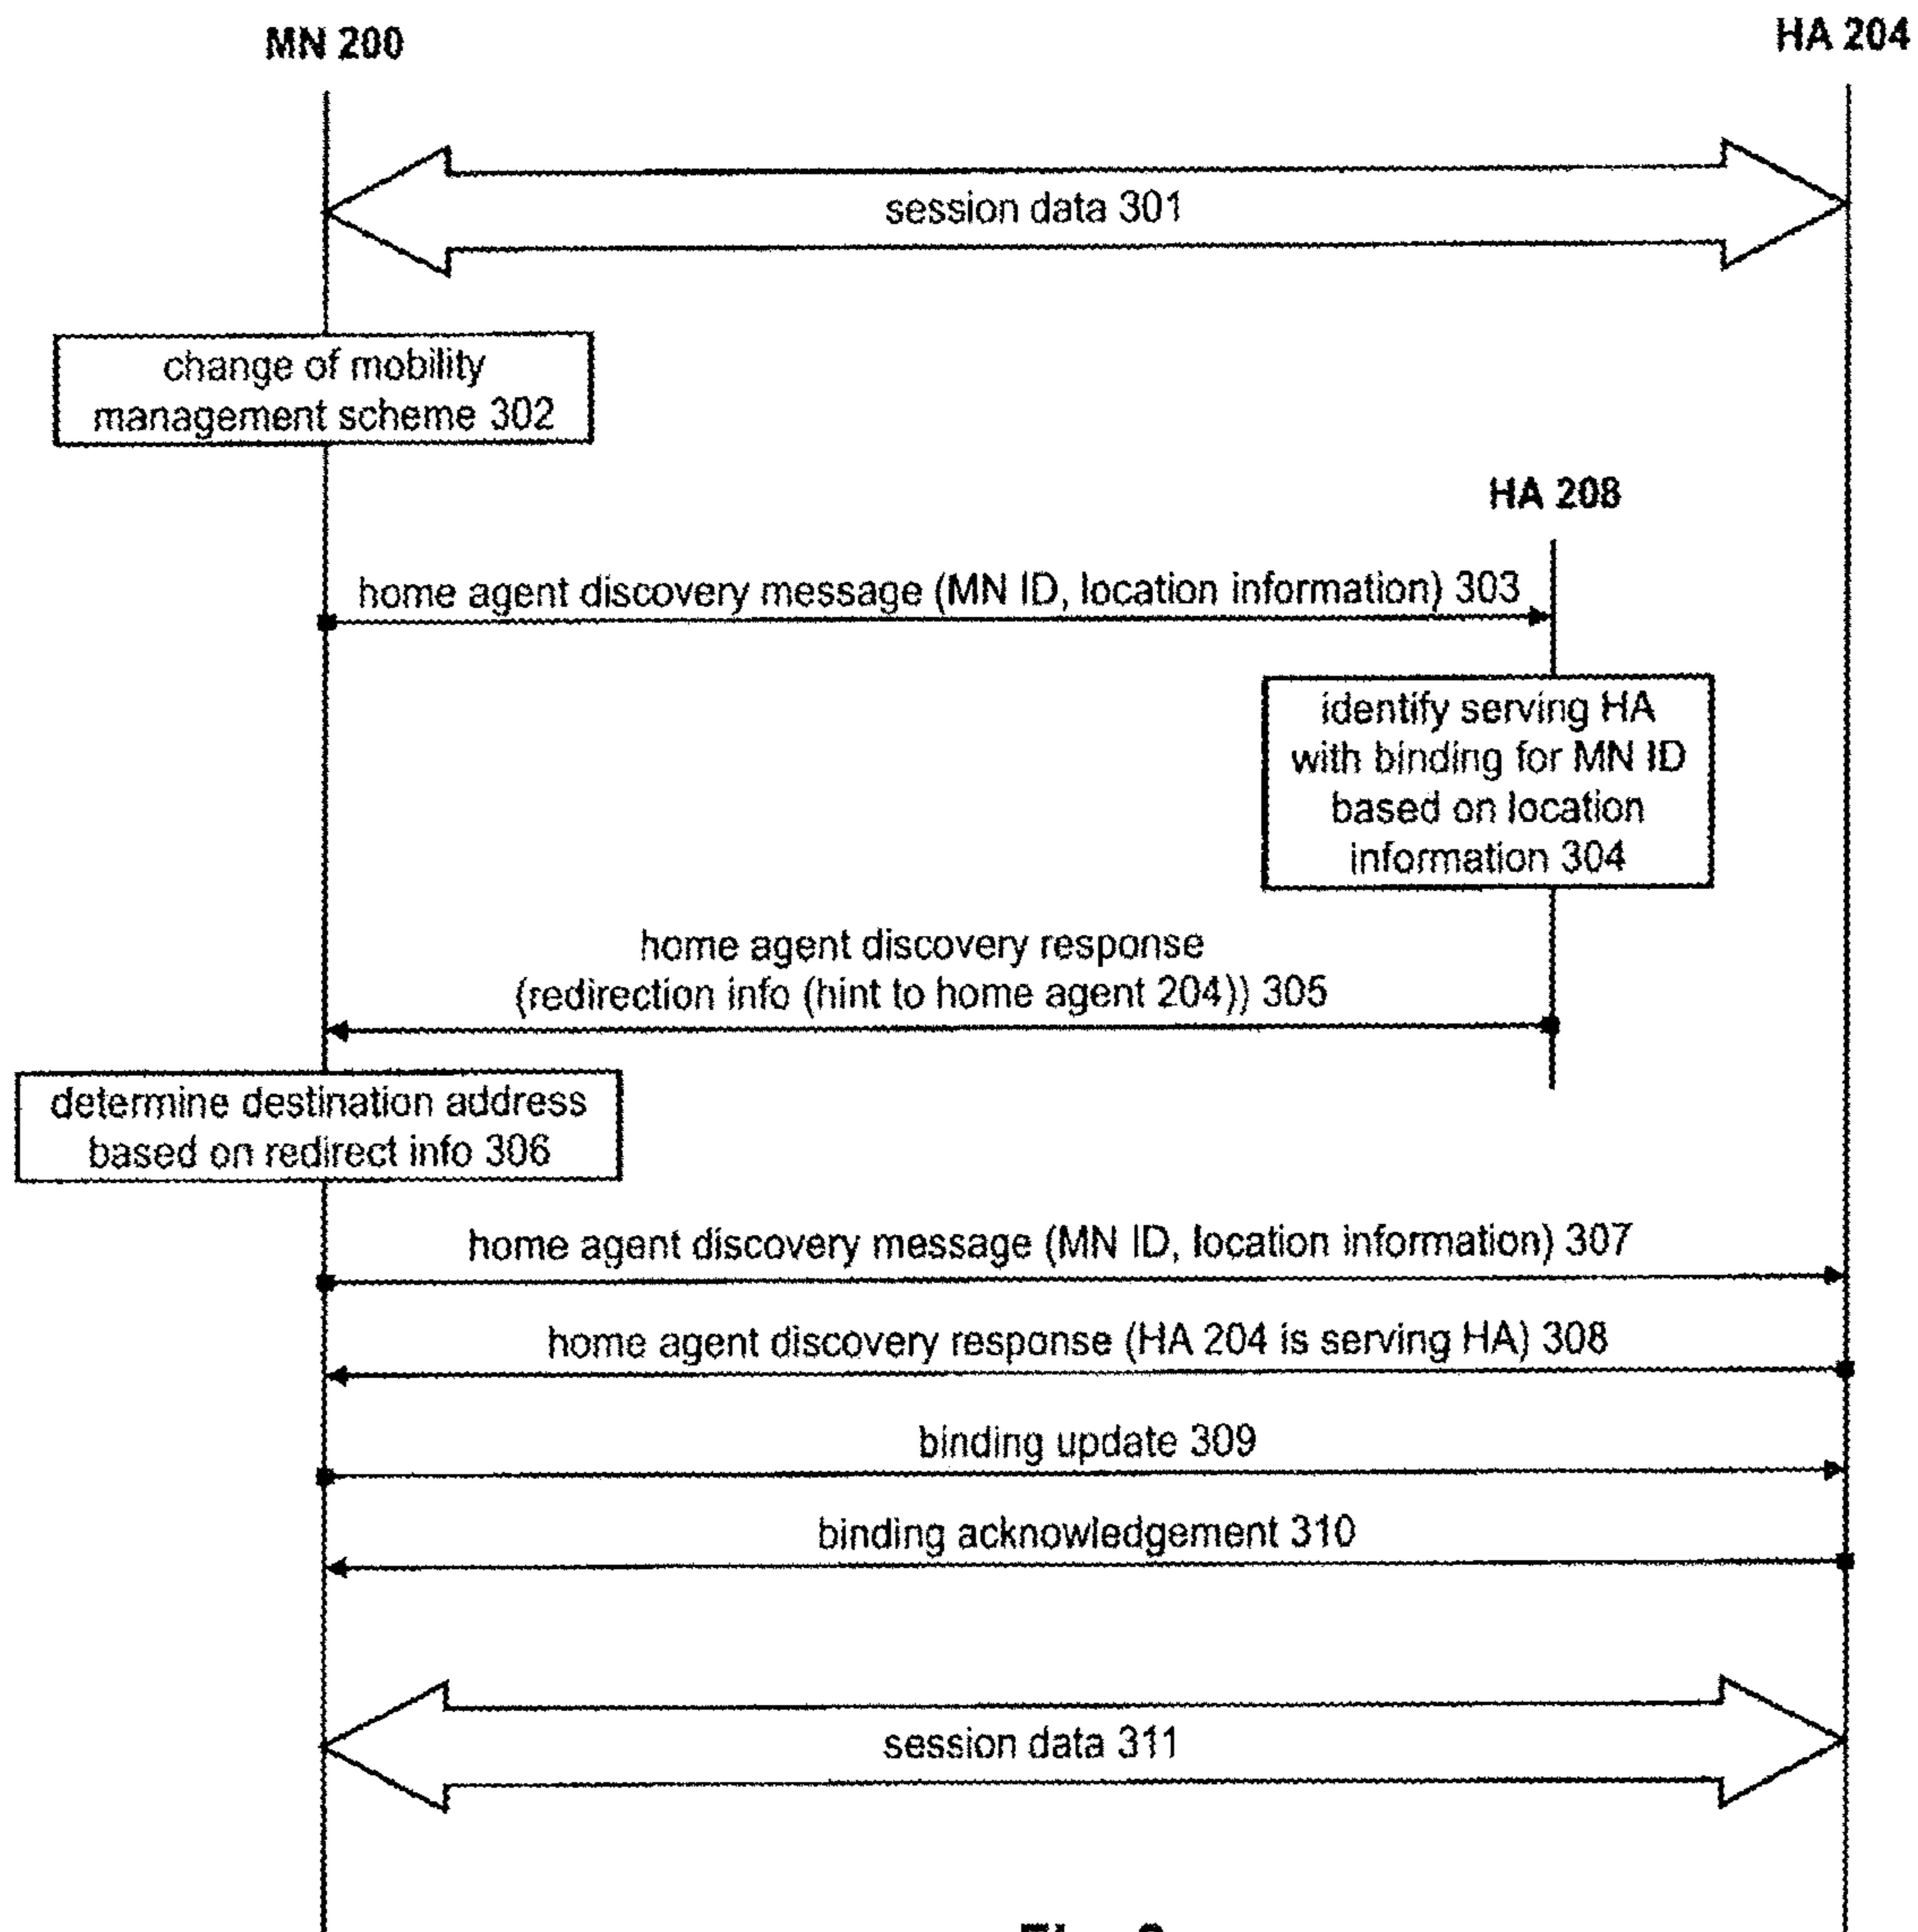 MN 200
HA 204
session data 301
change of mobility
management scheme 302
HA 208
home agent discovery message (MN ID, location information) 303
identify serving HA
with binding for MN ID
based on location
information 304
home agent discovery response
(redirection info (hint to home agent 204)) 305
determine destination address
based on redirect info 306
home agent discovery message (MN ID, location information) 307
home agent discovery response (HA 204 is serving HA) 308
binding update 309
binding acknowledgement 310
session data 311